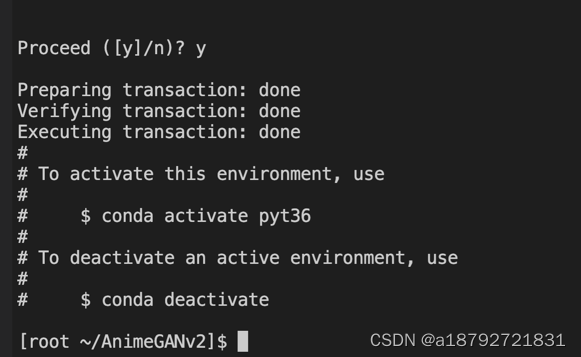 Proceed ([y]/n)? y
Preparing transaction: done
Verifying transaction: done
Executing transaction: done
#
# To activate this environment, use
#
#     $ conda activate pyt36
#
# To deactivate an active environment, use
#
#     $ conda deactivate
[root ~/AnimeGANv2]$
CSDN @a18792721831